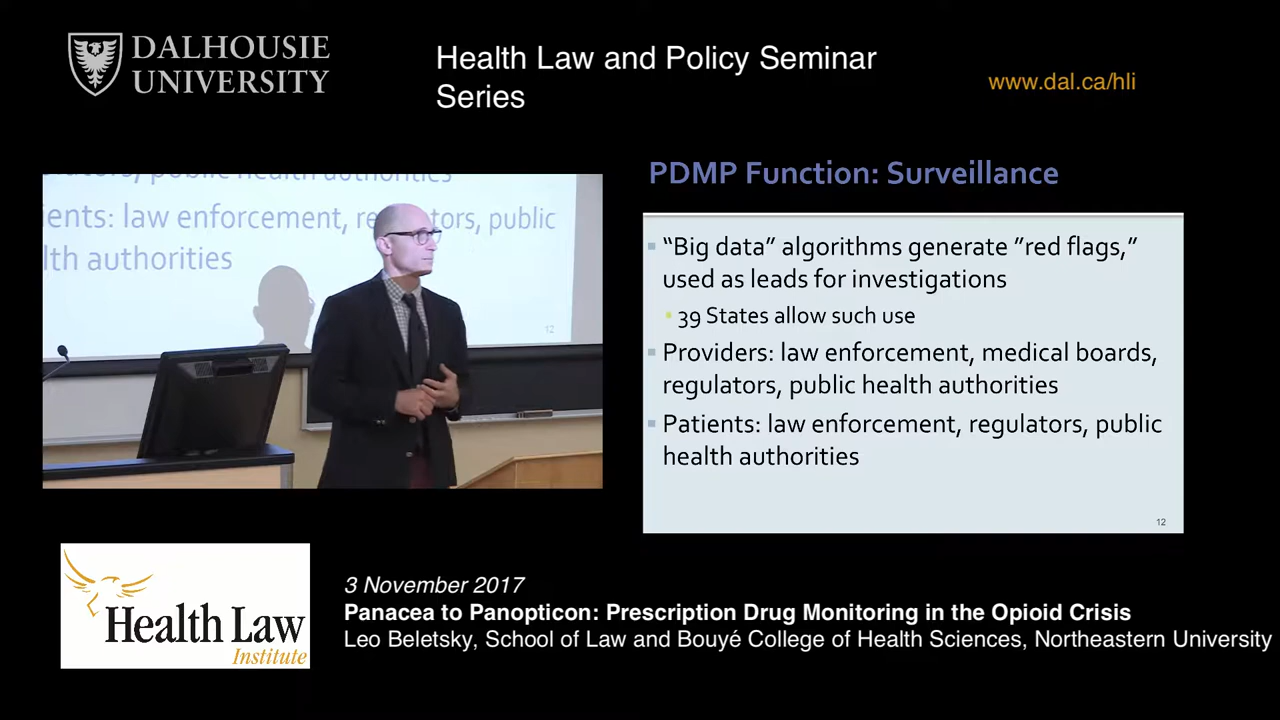 DALHOUSIE
UNIVERSITY
Health Law and Policy Seminar
Series
www.dal.ca/hli
PDMP Function: Surveillance
public health authorities
ients: law enforcement, re tors, public
lth authorities
12
“Big data” algorithms generate ”red flags,”
used as leads for investigations
39 States allow such use
Providers: law enforcement, medical boards,
regulators, public health authorities
Patients: law enforcement, regulators, public
health authorities
12
Health Law
Institute
3 November 2017
Panacea to Panopticon: Prescription Drug Monitoring in the Opioid Crisis
Leo Beletsky, School of Law and Bouyé College of Health Sciences, Northeastern University